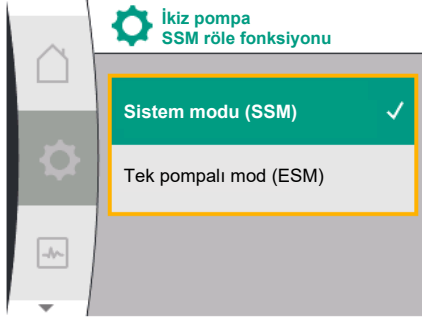 İkiz pompa
SSM röle fonksiyonu
Sistem modu (SSM)
Tek pompalı mod (ESM)